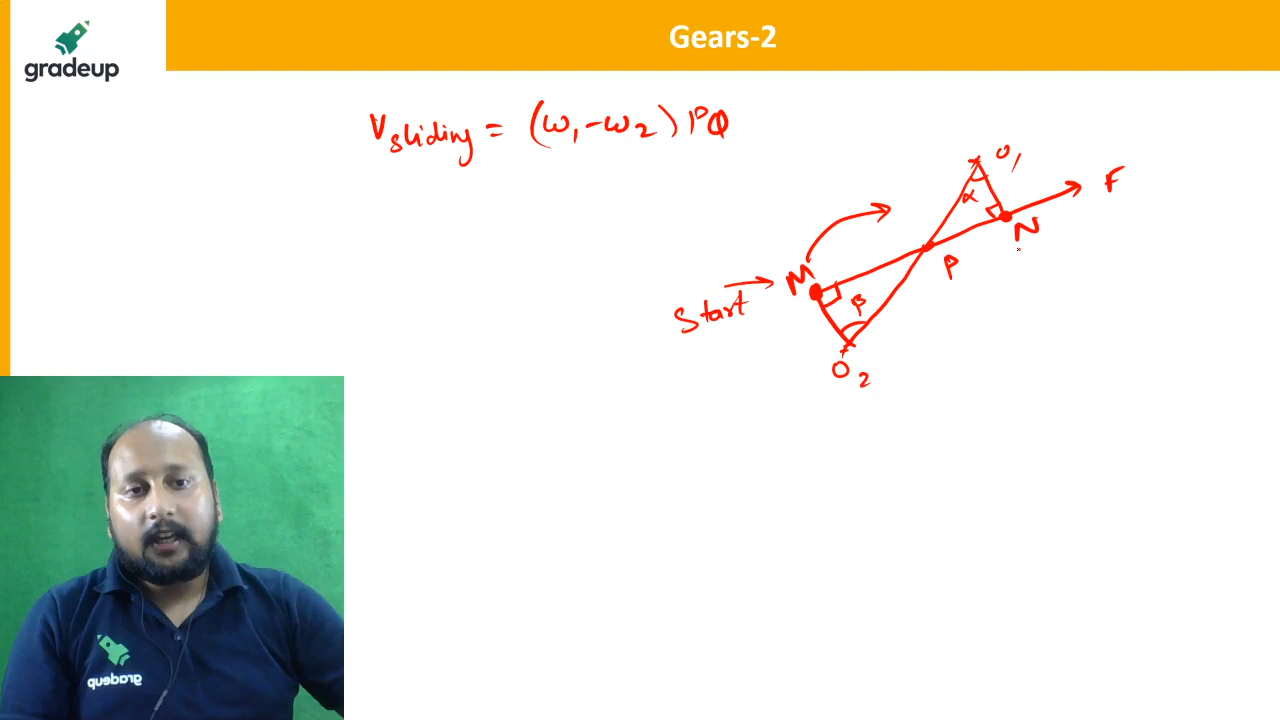 gradeup
Gears-2
Vsliding = (ω₁-ω₂) PQ
O₁
α
F
N
M
P
Start
β
O₂
gradeup